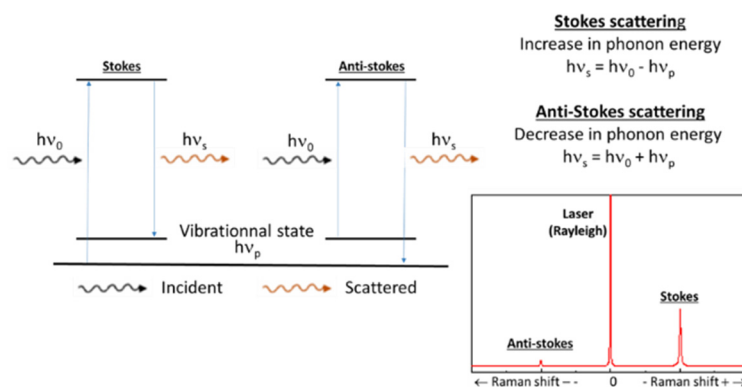 Stokes
Anti-stokes
hν₀
hνₛ
hν₀
hνₛ
Vibrationnal state
hνₚ
Incident
Scattered
Stokes scattering
Increase in phonon energy
hνₛ = hν₀ - hνₚ
Anti-Stokes scattering
Decrease in phonon energy
hνₛ = hν₀ + hνₚ
Laser
(Rayleigh)
Stokes
Anti-stokes
← Raman shift – - 0 - Raman shift + –→